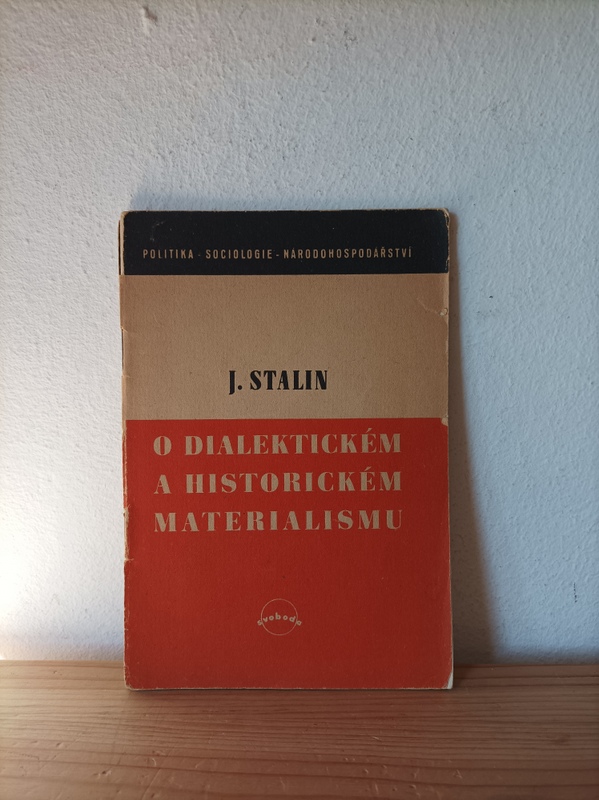 POLITIKA - SOCIOLOGIE - NÁRODOHOSPODÁŘSTVÍ
J. STALIN
O DIALEKTICKÉM
A HISTORICKÉM
MATERIALISMU
svoboda